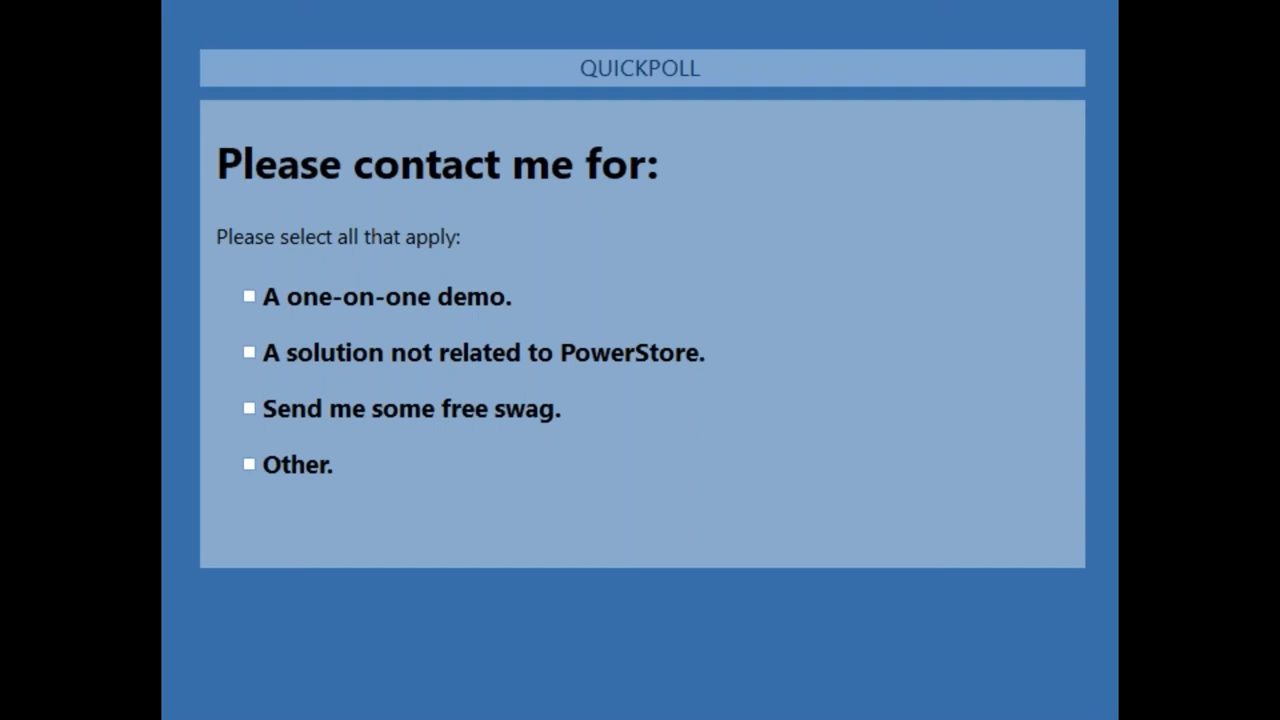 QUICKPOLL
Please contact me for:
Please select all that apply:
A one-on-one demo.
A solution not related to PowerStore.
Send me some free swag.
Other.